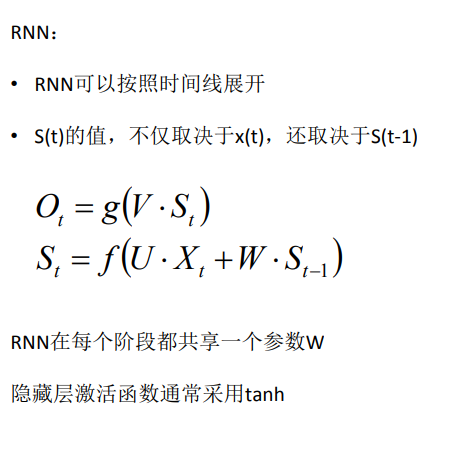 RNN：
• RNN可以按照时间线展开
• S(t)的值，不仅取决于x(t)，还取决于S(t-1)
O_t = g(V · S_t)
S_t = f(U · X_t + W · S_{t-1})
RNN在每个阶段都共享一个参数W
隐藏层激活函数通常采用tanh